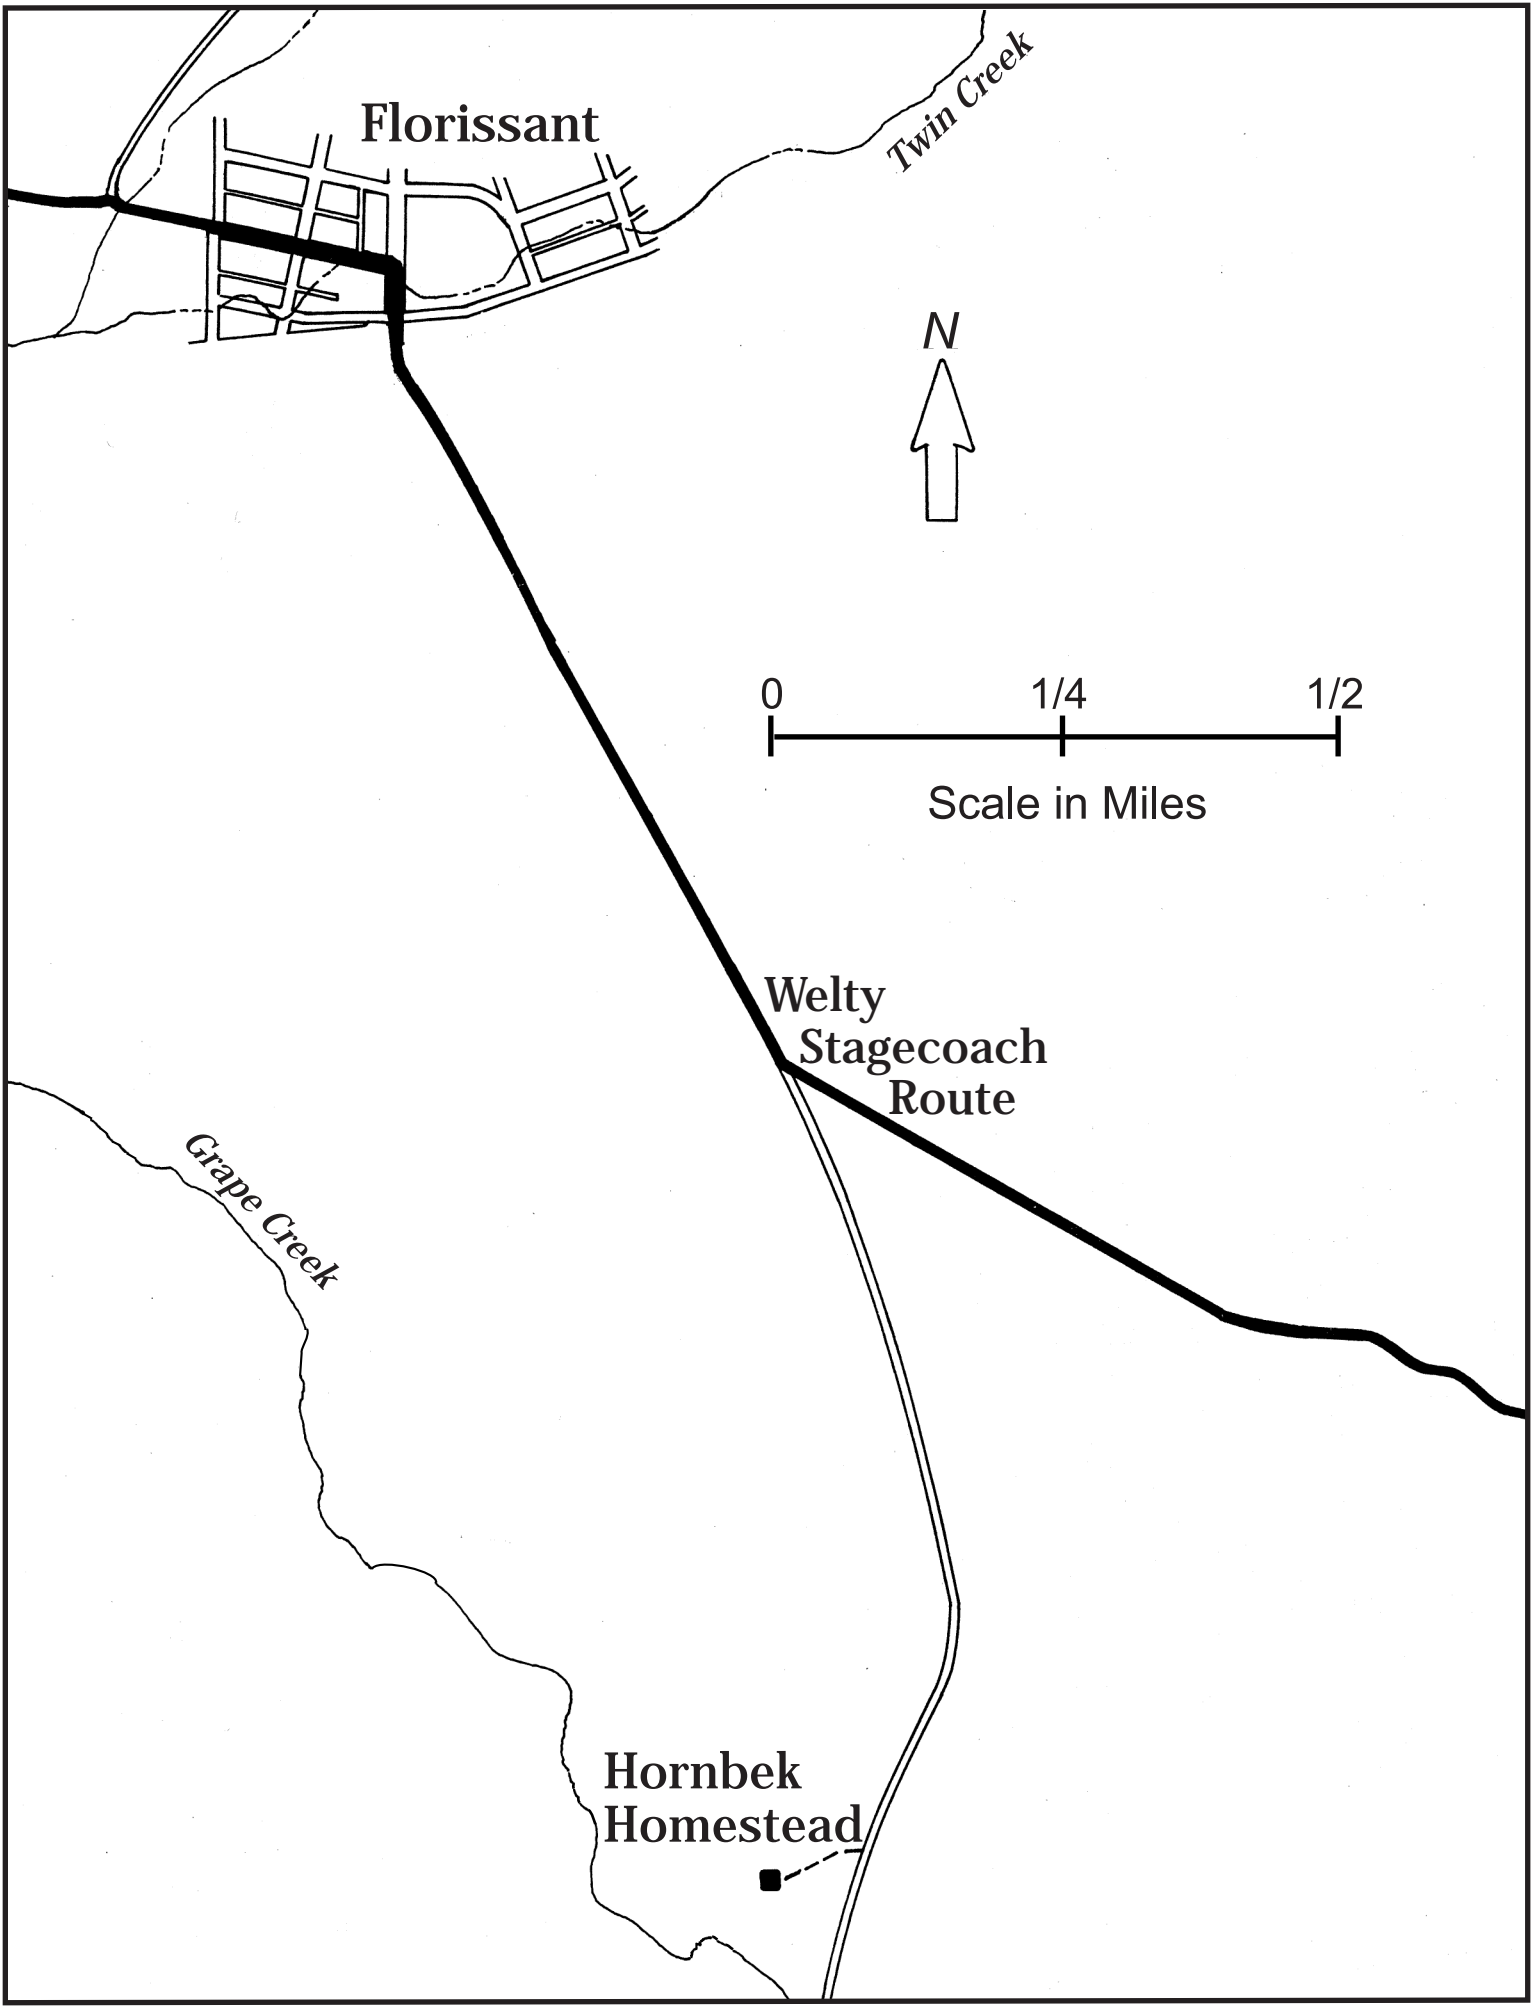 Florissant
Twin Creek
N
0 1/4 1/2
Scale in Miles
Welty
Stagecoach
Route
Grape Creek
Hornbek
Homestead